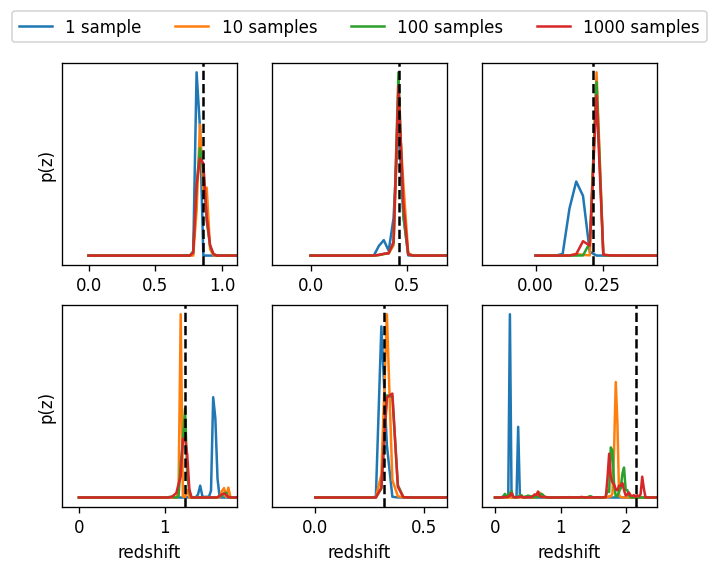 1 sample 10 samples 100 samples 1000 samples
p(z)
0.0 0.5 1.0
0.0 0.5
0.00 0.25
p(z)
0 1
0.0 0.5
0 1 2
redshift redshift redshift